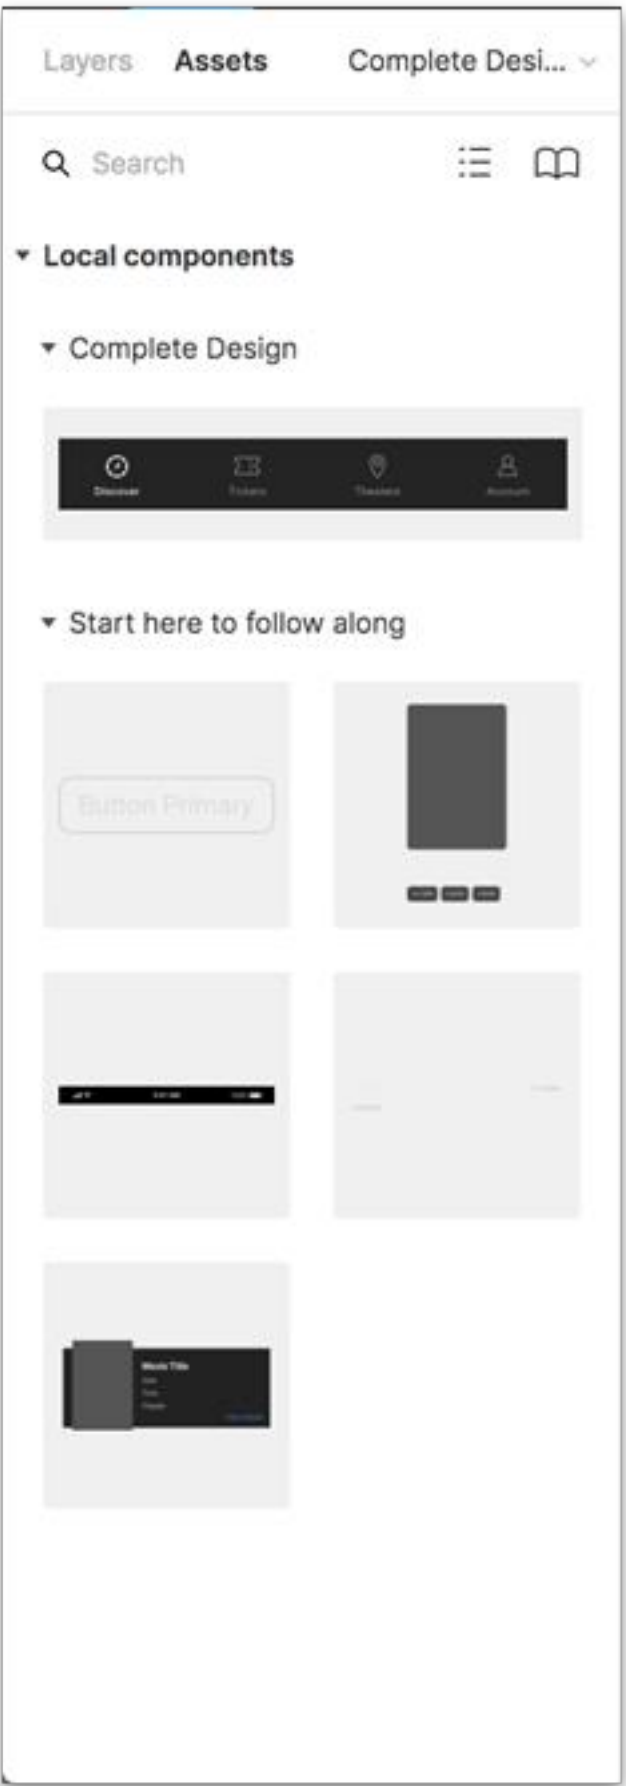 Layers Assets Complete Desi...
Search
Local components
Complete Design
Discover Tickets Theaters Account
Start here to follow along
Button Primary
Movie Title